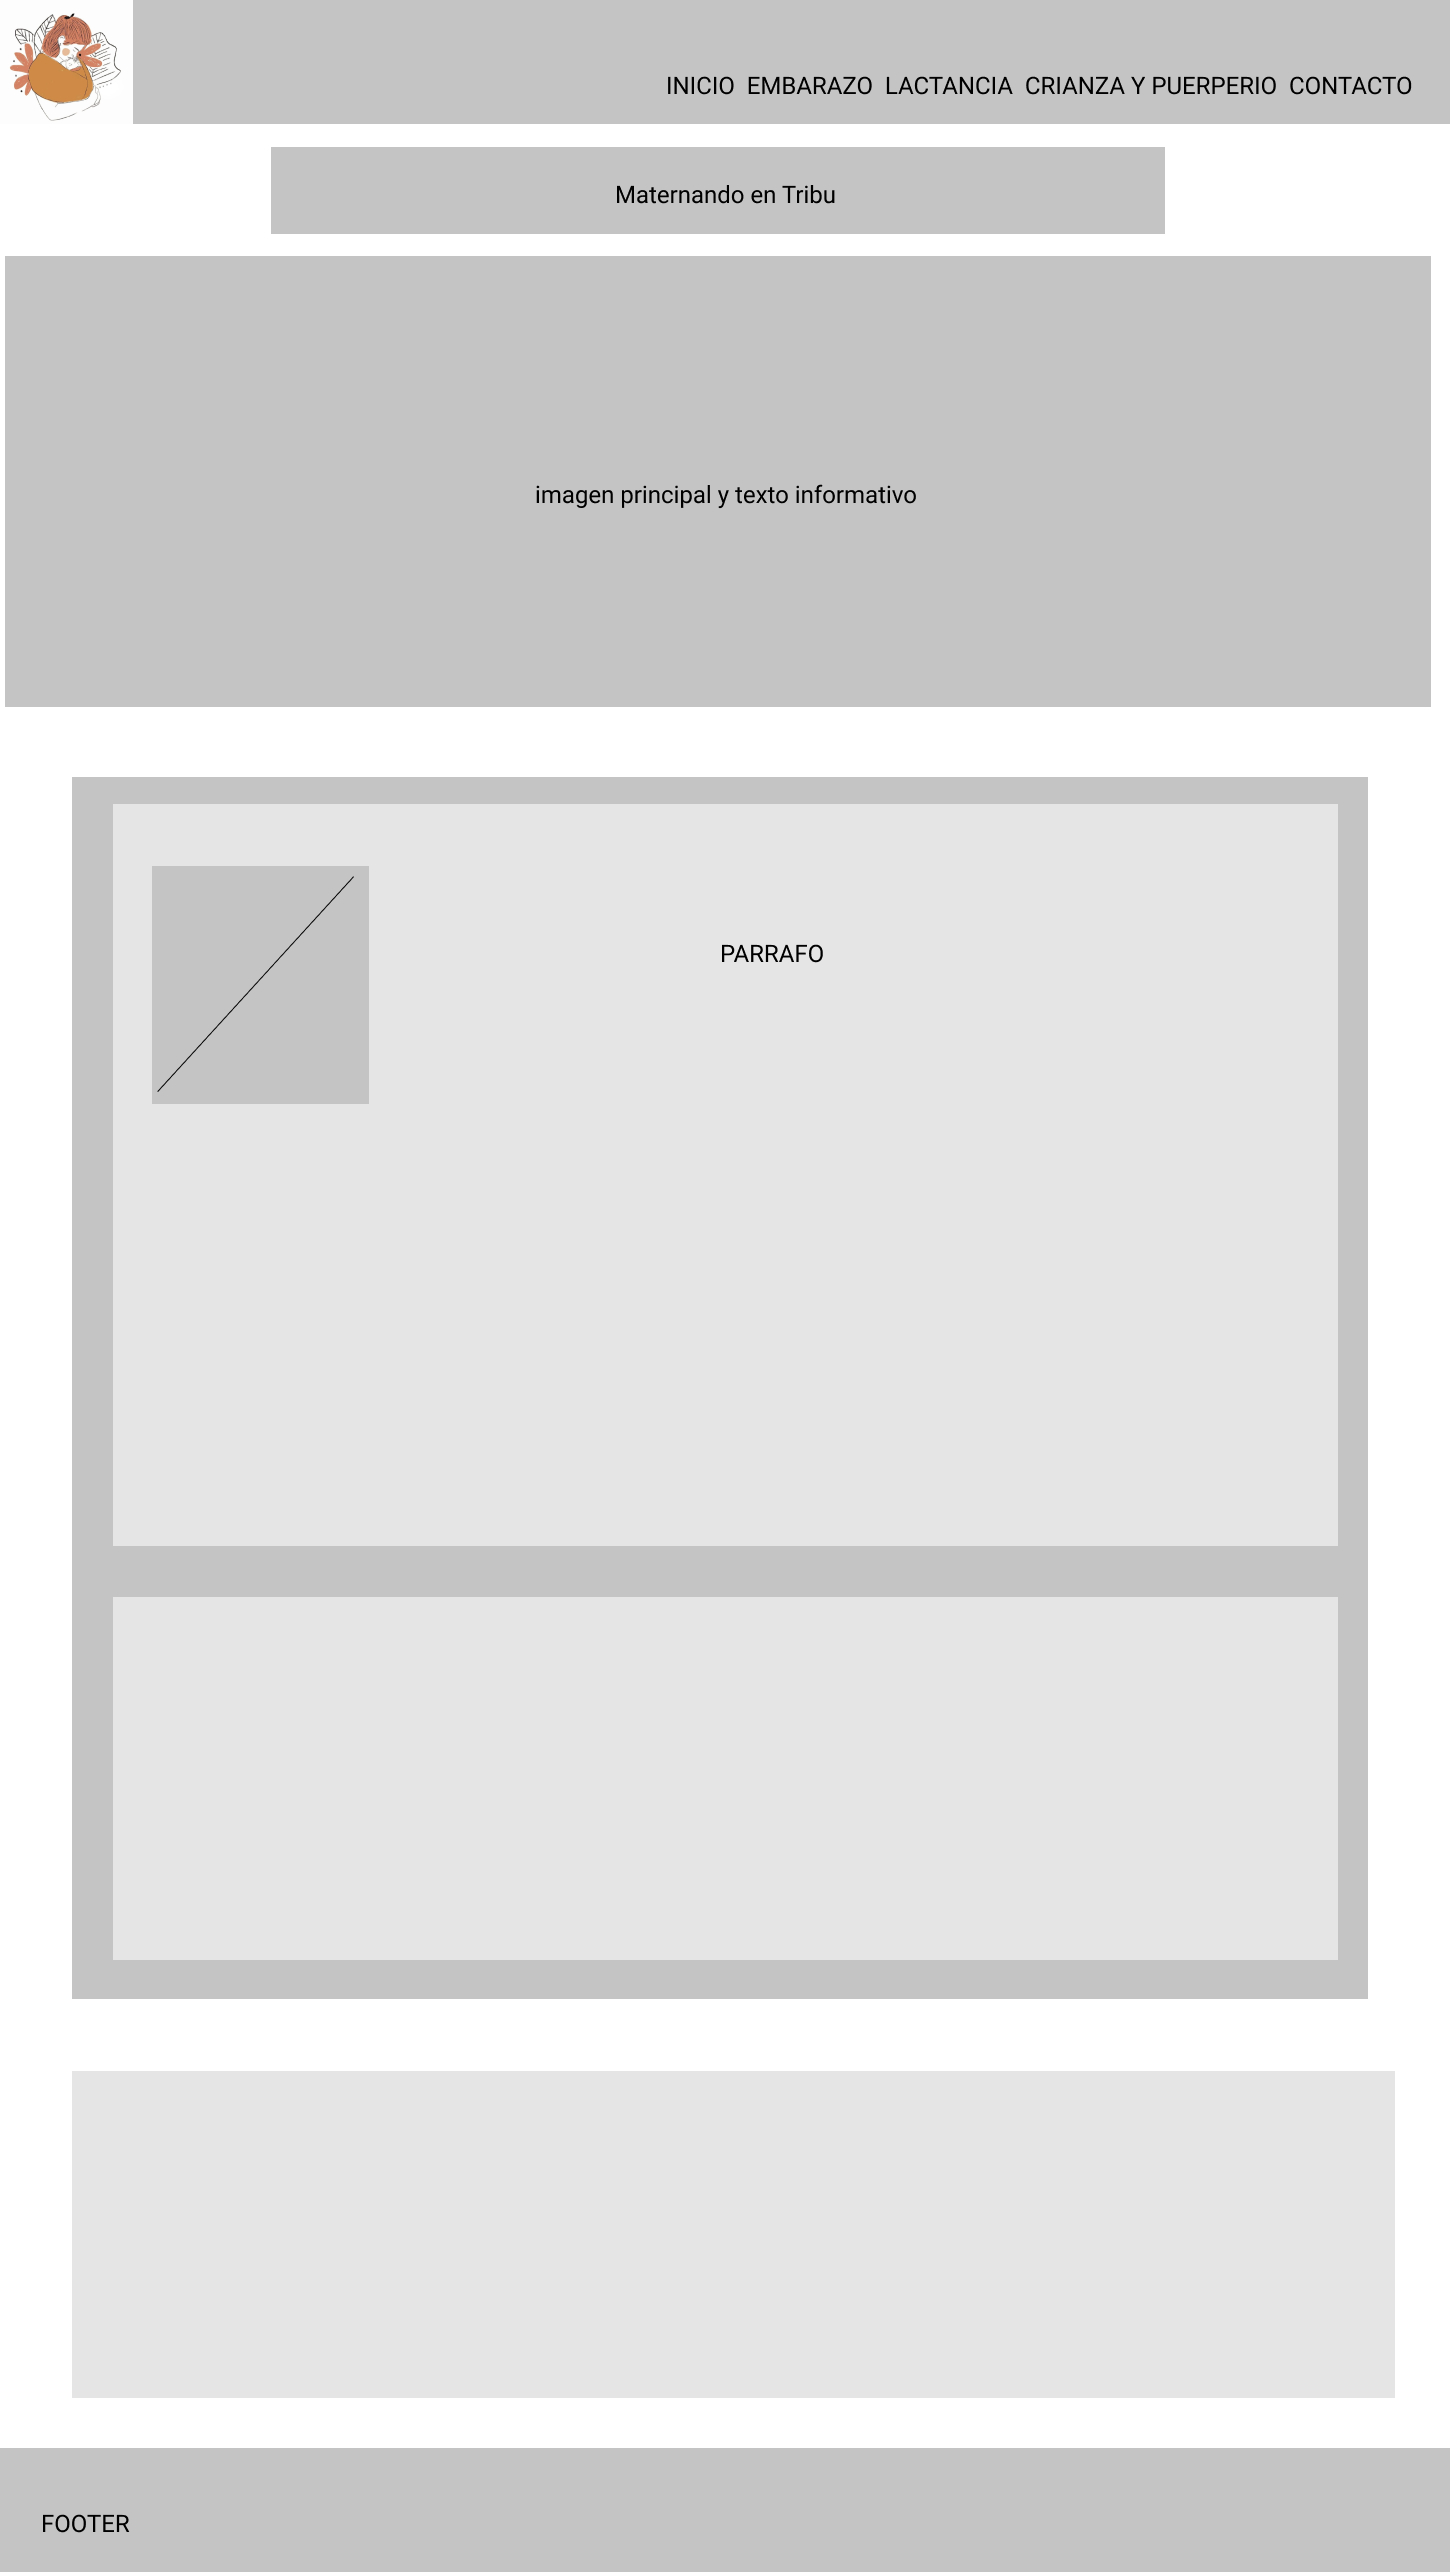 INICIO EMBARAZO LACTANCIA CRIANZA Y PUERPERIO CONTACTO
Maternando en Tribu
imagen principal y texto informativo
PARRAFO
FOOTER